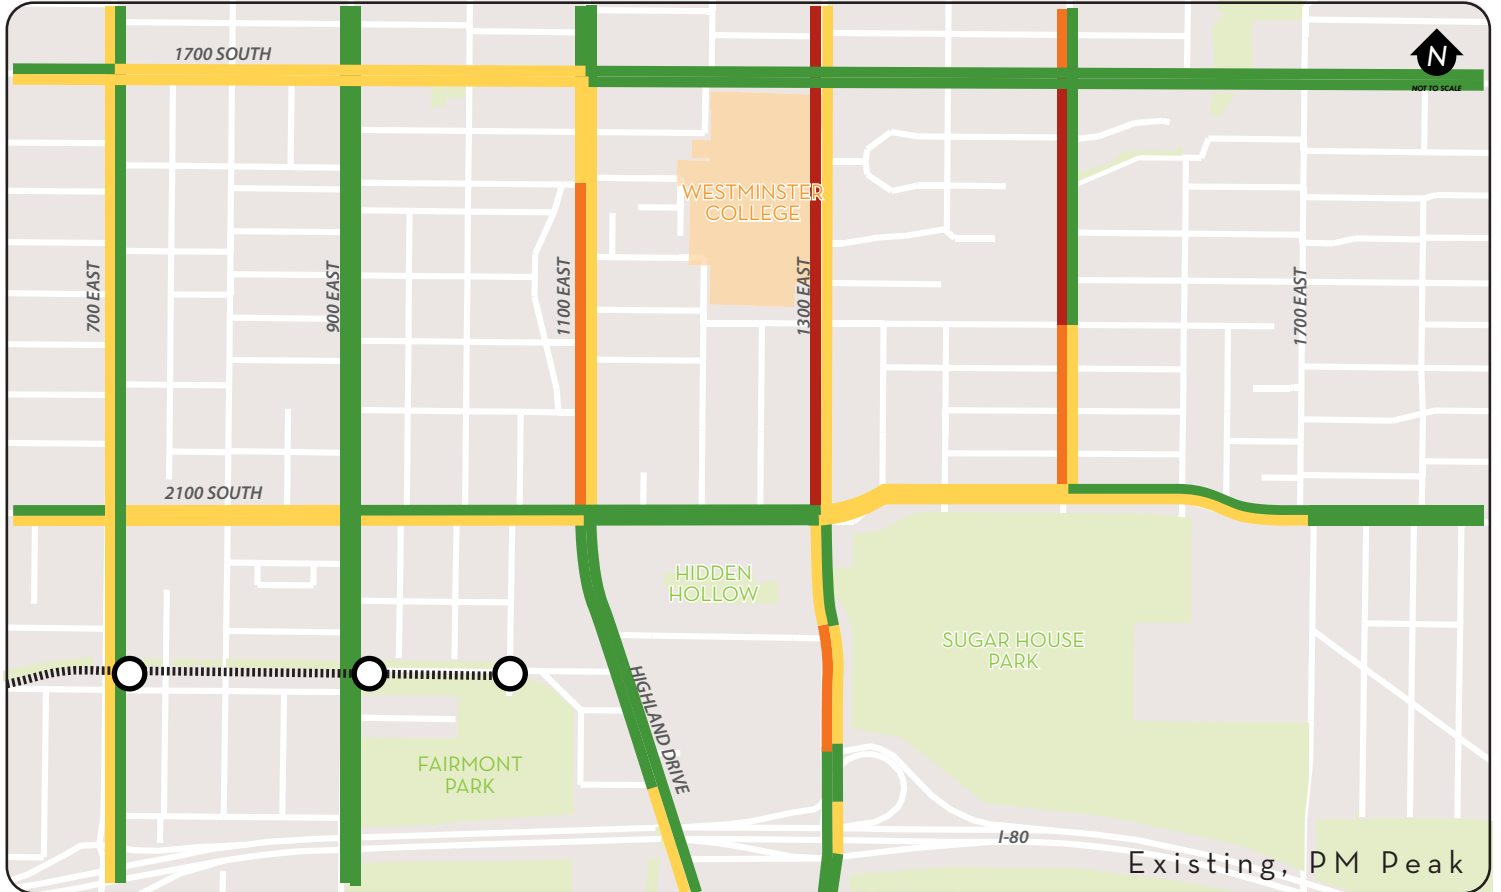 1700 SOUTH
N
NOT TO SCALE
WESTMINSTER
COLLEGE
700 EAST
900 EAST
1100 EAST
1300 EAST
1700 EAST
2100 SOUTH
HIDDEN
HOLLOW
SUGAR HOUSE
PARK
HIGHLAND DRIVE
FAIRMONT
PARK
I-80
Existing, PM Peak